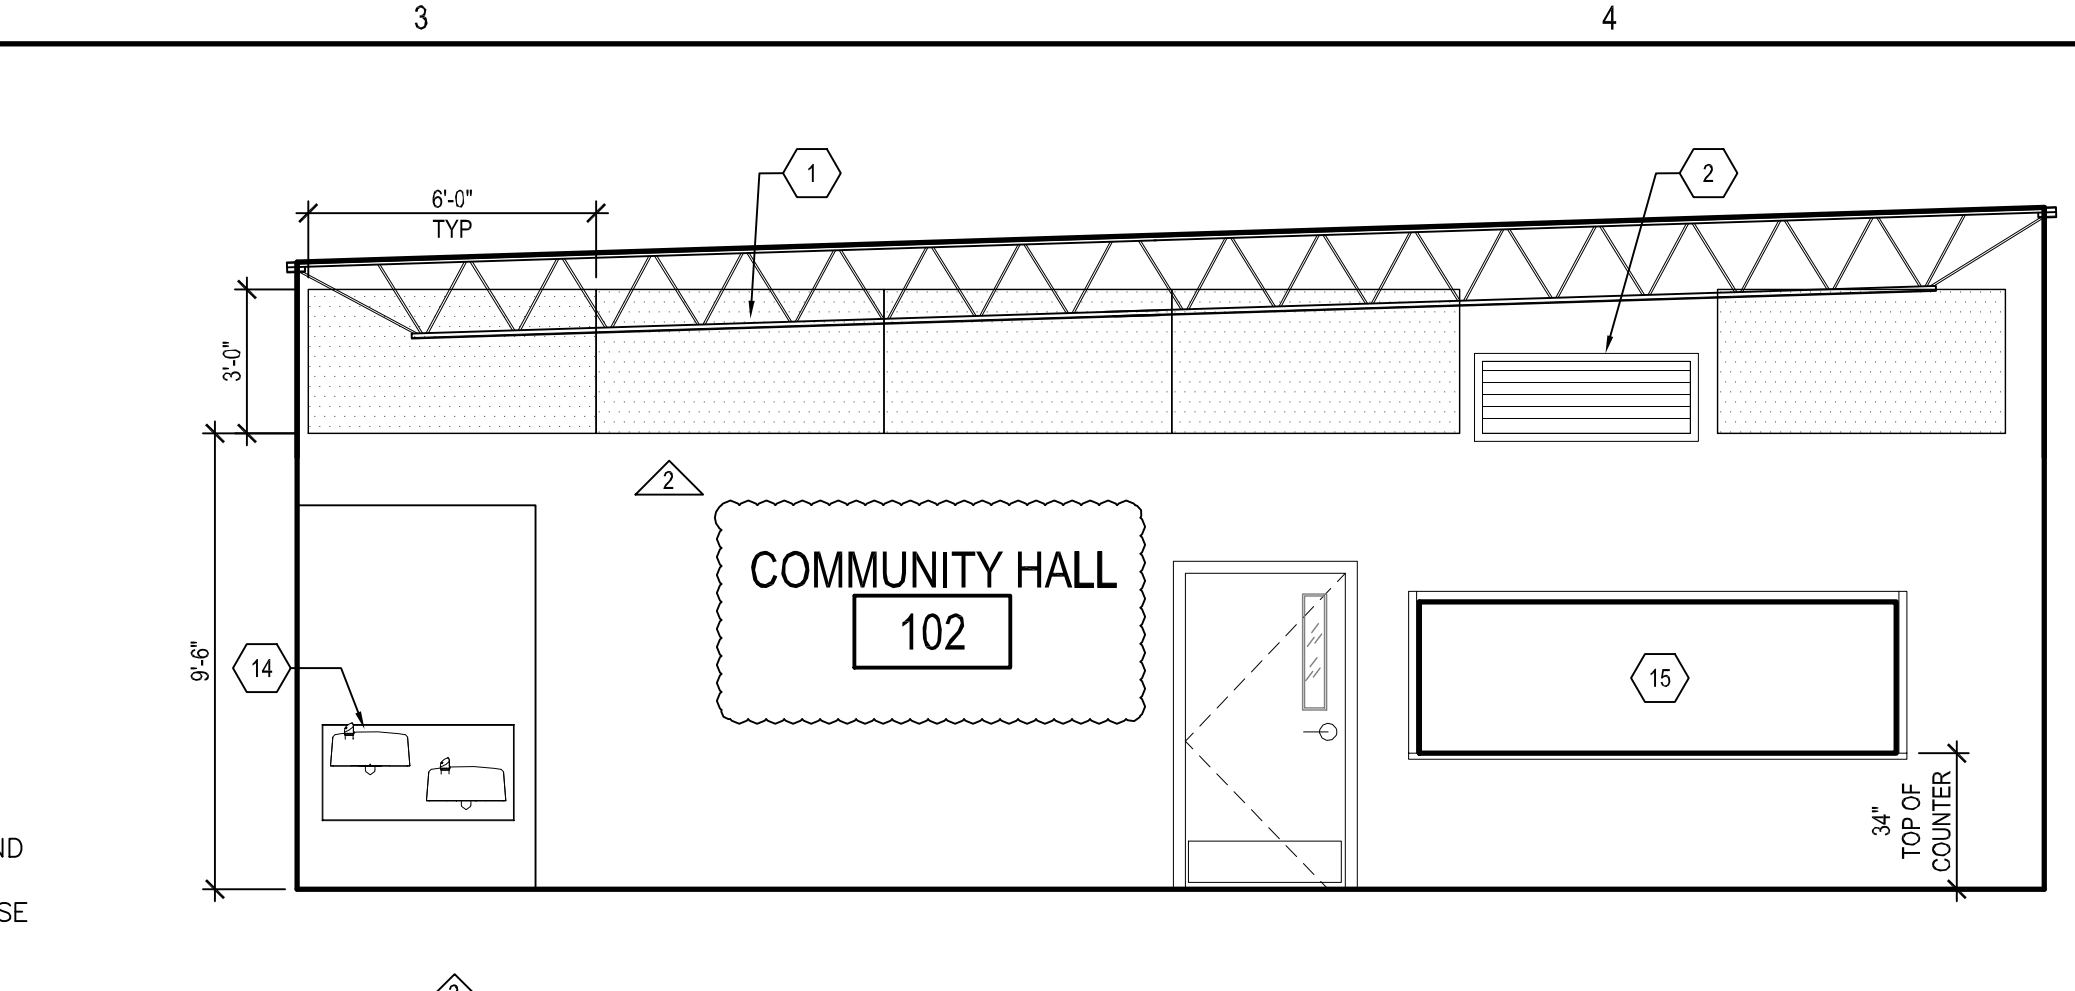 3
4
1
2
6'-0"
TYP
3'-0"
2
COMMUNITY HALL
102
9'-6"
14
15
34"
TOP OF
COUNTER
ND
SE